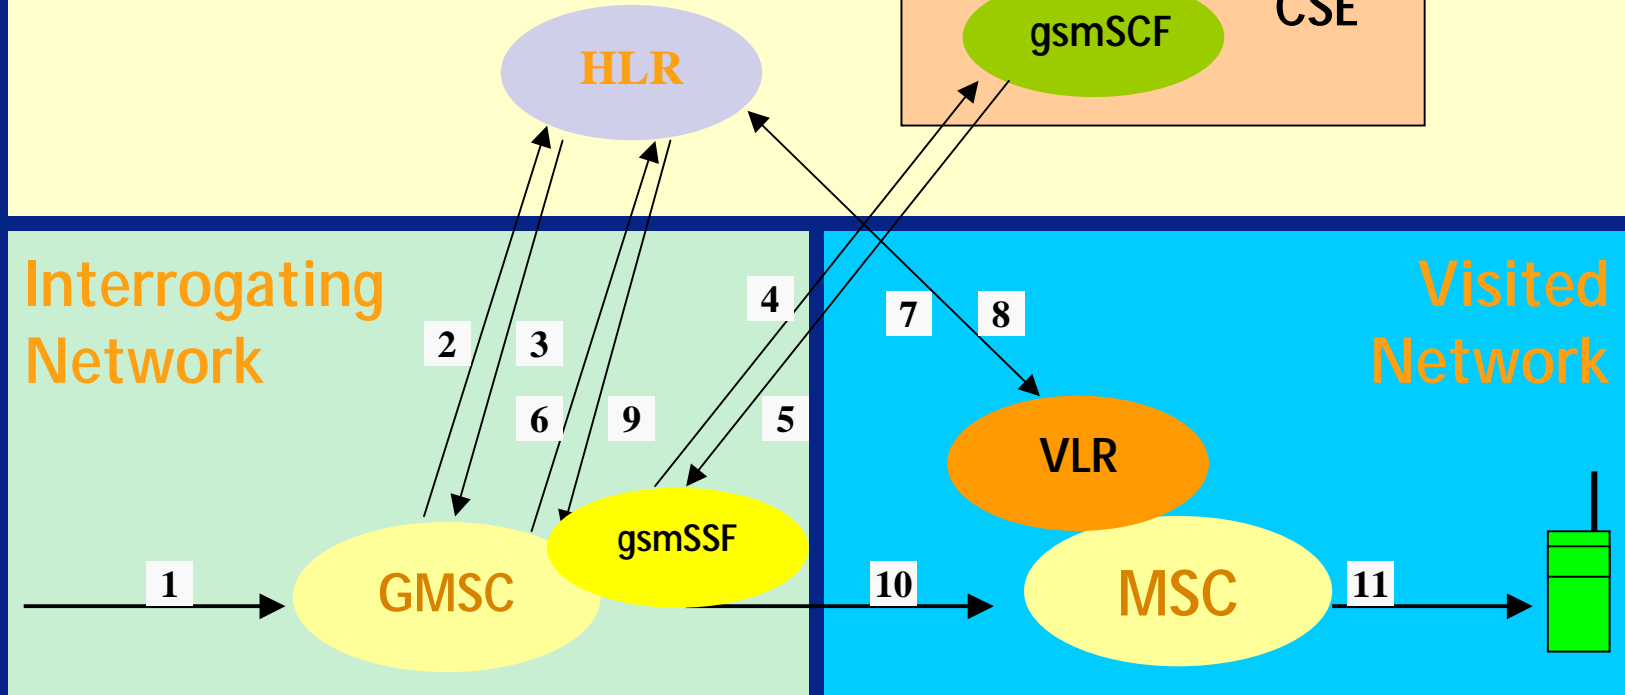 CSE
gsmSCF
HLR
Interrogating
Network
Visited
Network
4
7
8
2
3
6
9
5
VLR
gsmSSF
1
GMSC
10
MSC
11